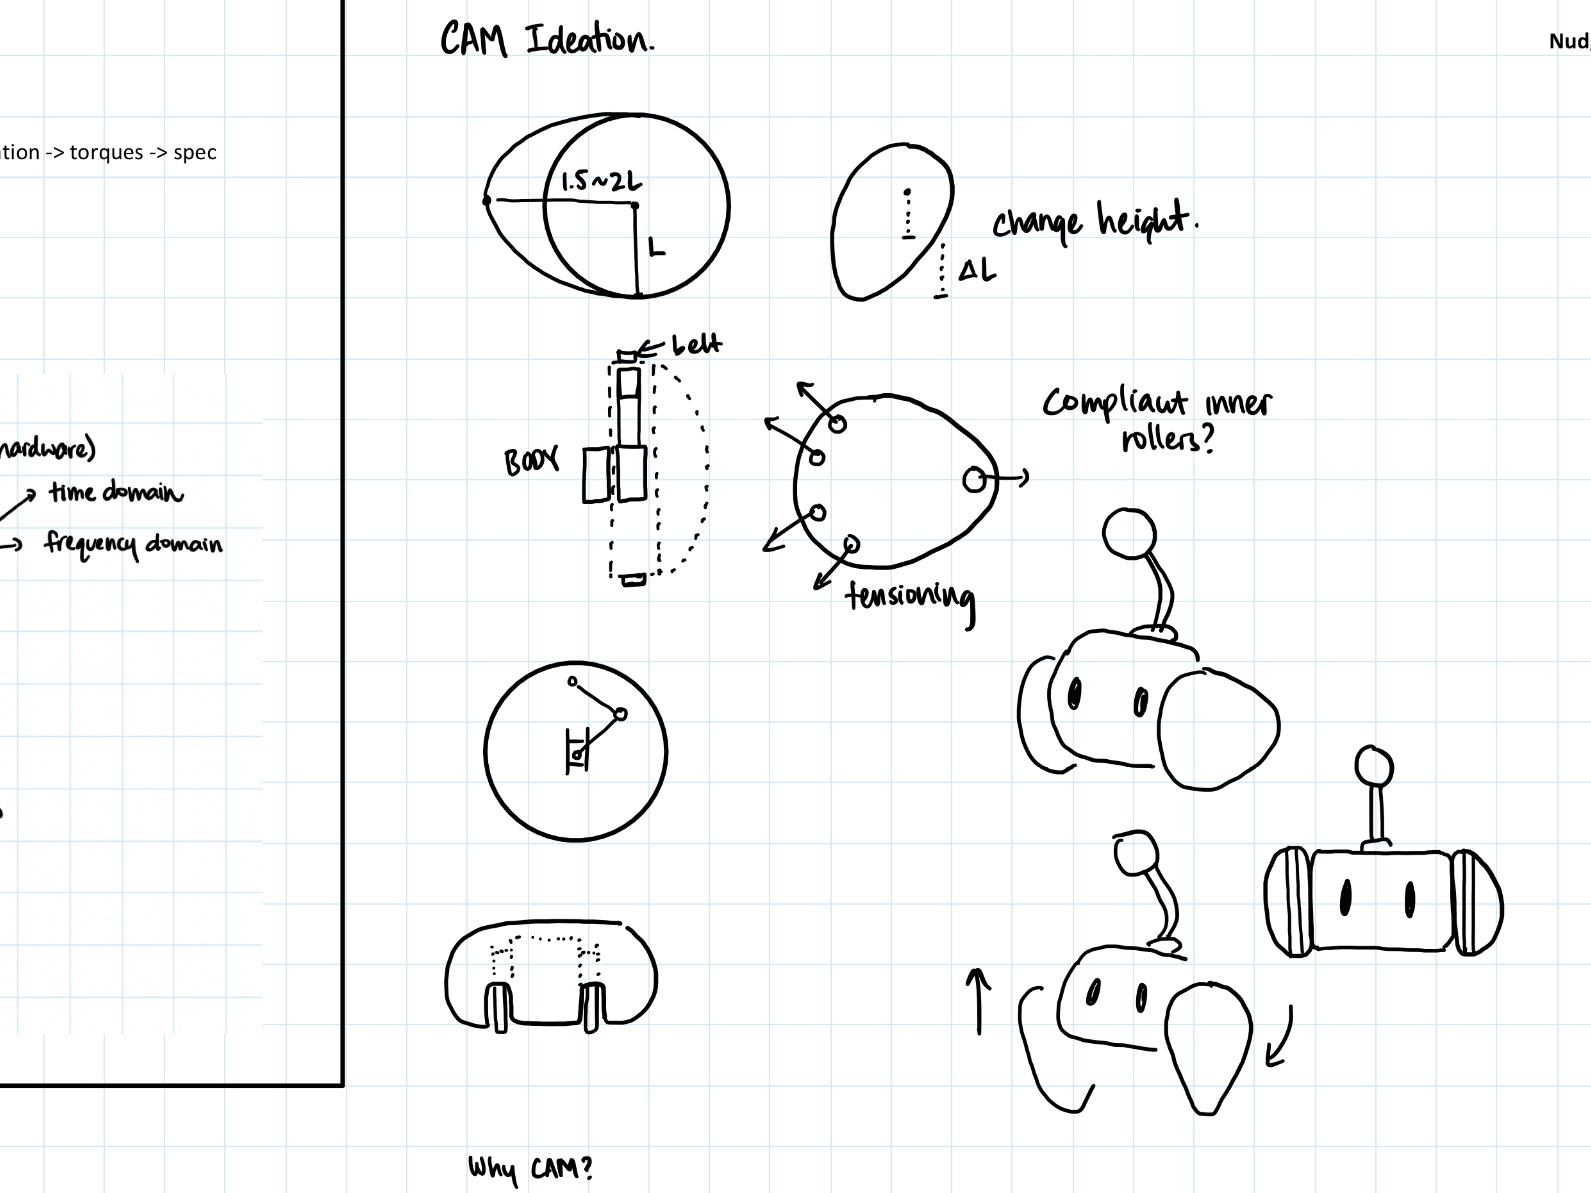 CAM Ideation.
Nud
tion -> torques -> spec
1.5~2L
L
change height.
ΔL
belt
BODY
Compliant inner
rollers?
tensioning
hardware)
time domain
frequency domain
Why CAM?